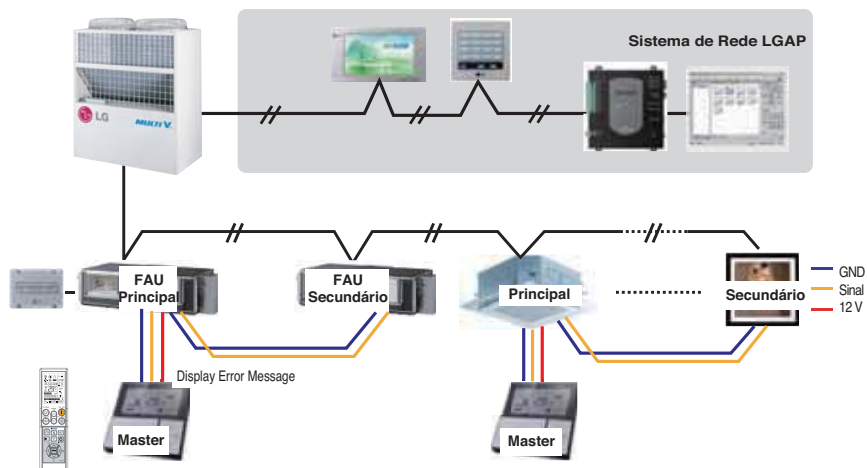 Sistema de Rede LGAP
LG
MULTI V
FAU
Principal
FAU
Secundário
Principal
Secundário
GND
Sinal
12 V
Display Error Message
Master
Master